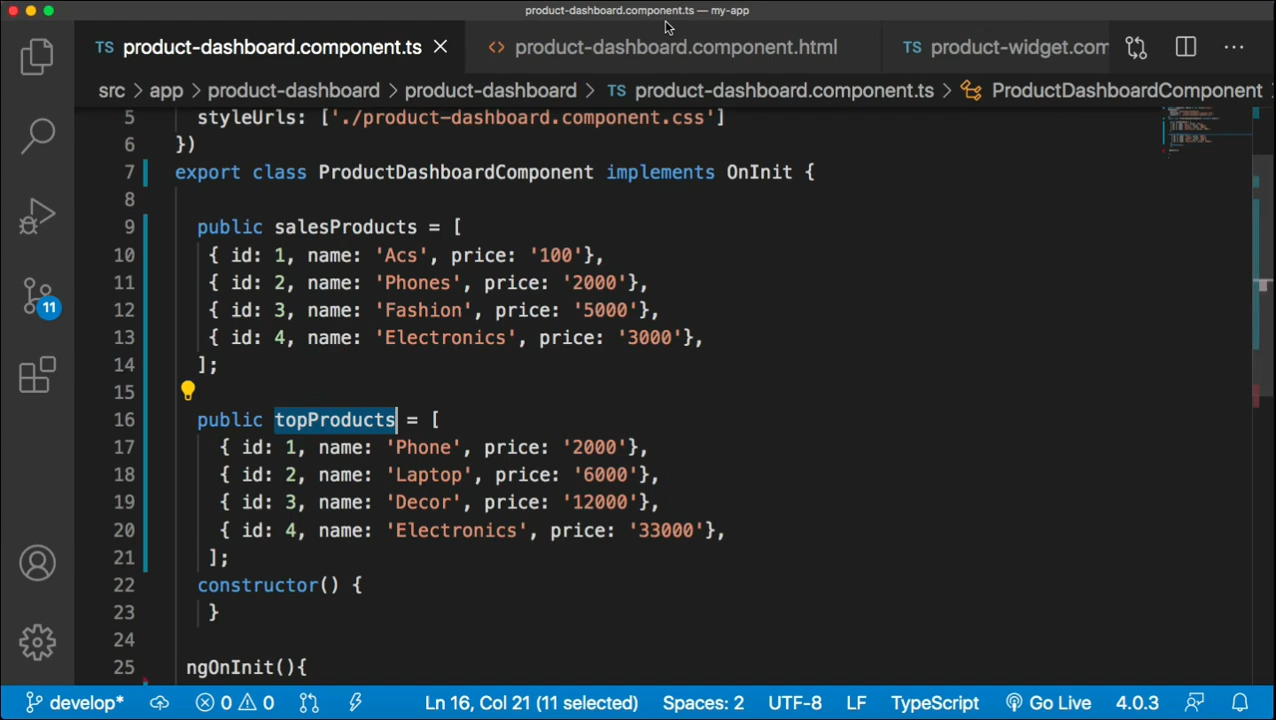 product-dashboard.component.ts — my-app
TS product-dashboard.component.ts × <> product-dashboard.component.html TS product-widget.com ...
src > app > product-dashboard > product-dashboard > TS product-dashboard.component.ts > ProductDashboardComponent
5 styleUrls: ['./product-dashboard.component.css']
6 })
7 export class ProductDashboardComponent implements OnInit {
8
9 public salesProducts = [
10 { id: 1, name: 'Acs', price: '100'},
11 { id: 2, name: 'Phones', price: '2000'},
12 { id: 3, name: 'Fashion', price: '5000'},
13 { id: 4, name: 'Electronics', price: '3000'},
14 ];
15
16 public topProducts = [
17 { id: 1, name: 'Phone', price: '2000'},
18 { id: 2, name: 'Laptop', price: '6000'},
19 { id: 3, name: 'Decor', price: '12000'},
20 { id: 4, name: 'Electronics', price: '33000'},
21 ];
22 constructor() {
23 }
24
25 ngOnInit(){
11
develop* 0 0 Ln 16, Col 21 (11 selected) Spaces: 2 UTF-8 LF TypeScript Go Live 4.0.3